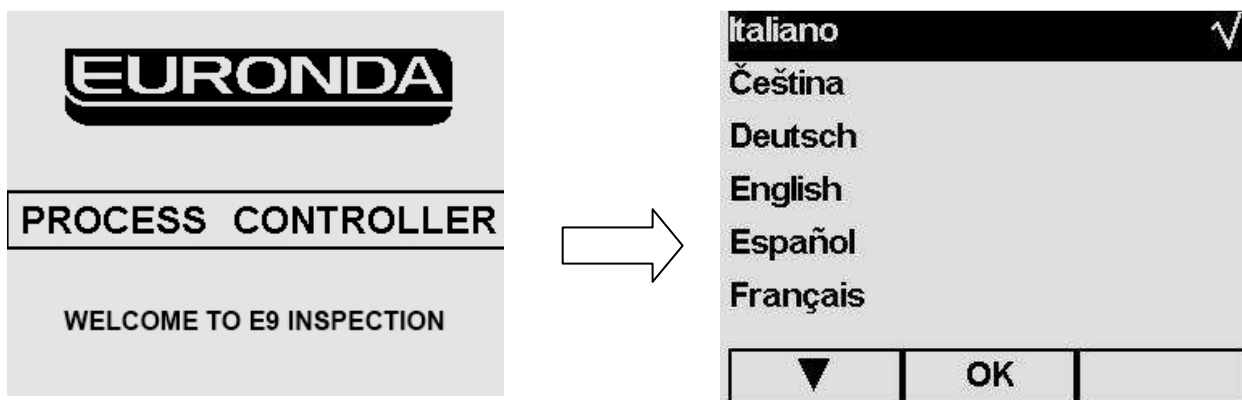 EURONDA
PROCESS CONTROLLER
WELCOME TO E9 INSPECTION
Italiano √
Čeština
Deutsch
English
Español
Français
▼ OK